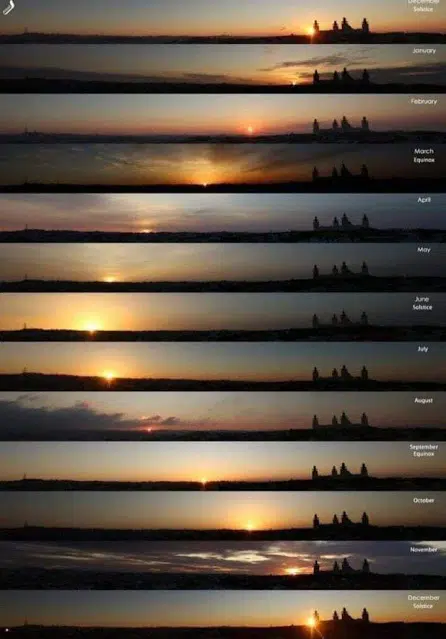 December
Solstice
January
February
March
Equinox
April
May
June
Solstice
July
August
September
Equinox
October
November
December
Solstice